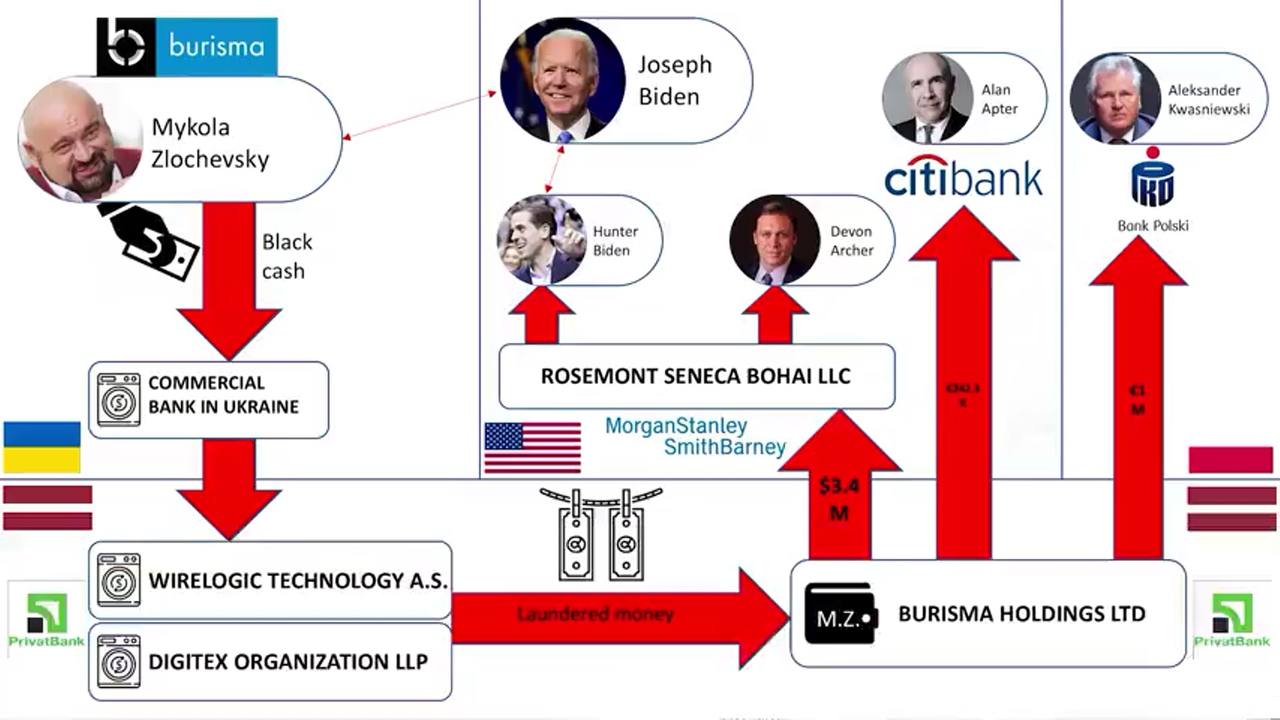 burisma
Mykola
Zlochevsky
Black
cash
COMMERCIAL
BANK IN UKRAINE
Joseph
Biden
Hunter
Biden
Devon
Archer
ROSEMONT SENECA BOHAI LLC
MorganStanley
SmithBarney
Alan
Apter
citibank
Aleksander
Kwasniewski
Bank Polski
$3.4
M
€1
M
PrivatBank
WIRELOGIC TECHNOLOGY A.S.
DIGITEX ORGANIZATION LLP
Laundered money
M.Z.
BURISMA HOLDINGS LTD
PrivatBank